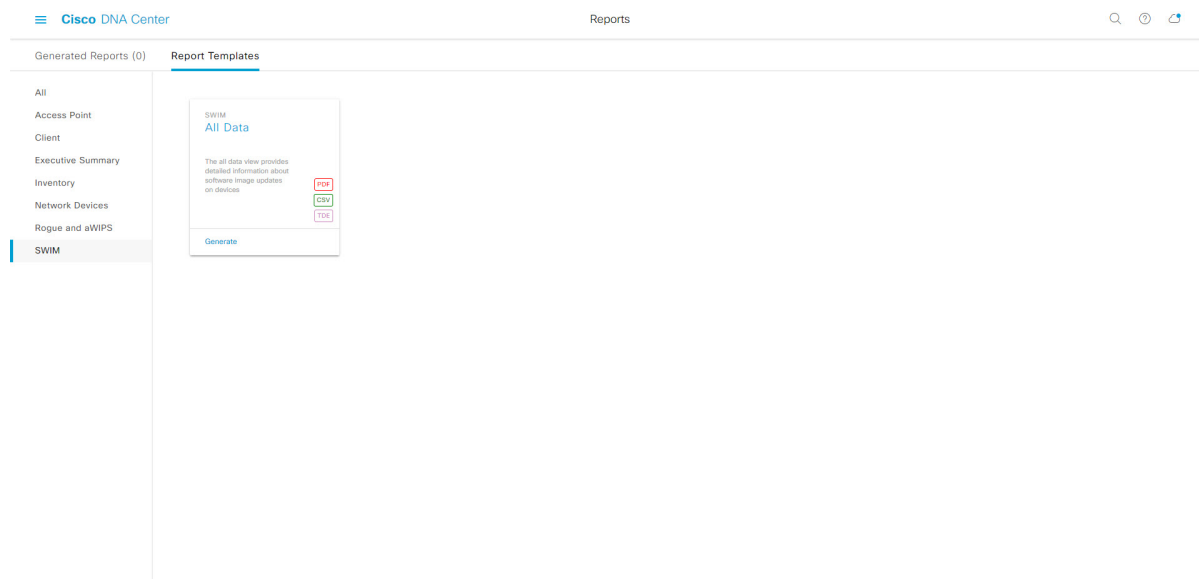 Cisco DNA Center
Reports
Generated Reports (0)
Report Templates
All
Access Point
Client
Executive Summary
Inventory
Network Devices
Rogue and aWIPS
SWIM
SWIM
All Data
The all data view provides
detailed information about
software image updates
on devices
PDF
CSV
TDE
Generate